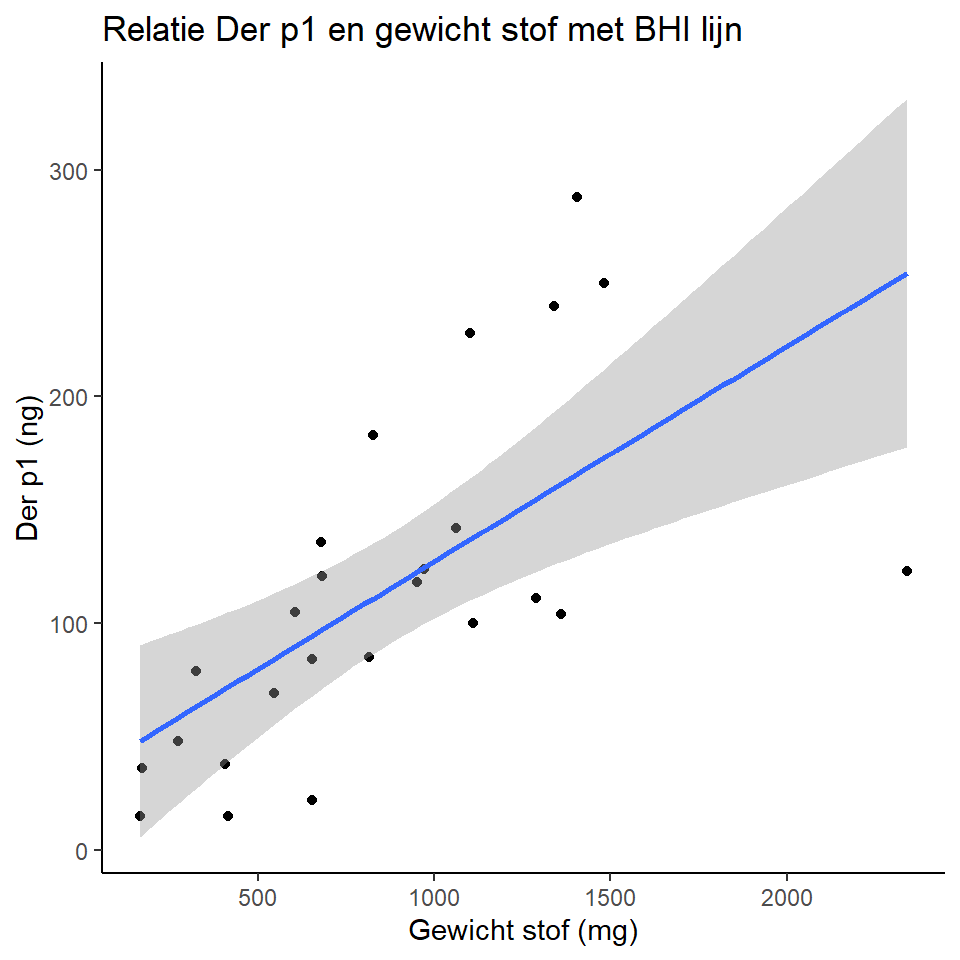 Relatie Der p1 en gewicht stof met BHI lijn
Der p1 (ng)
300
200
100
0
500 1000 1500 2000
Gewicht stof (mg)